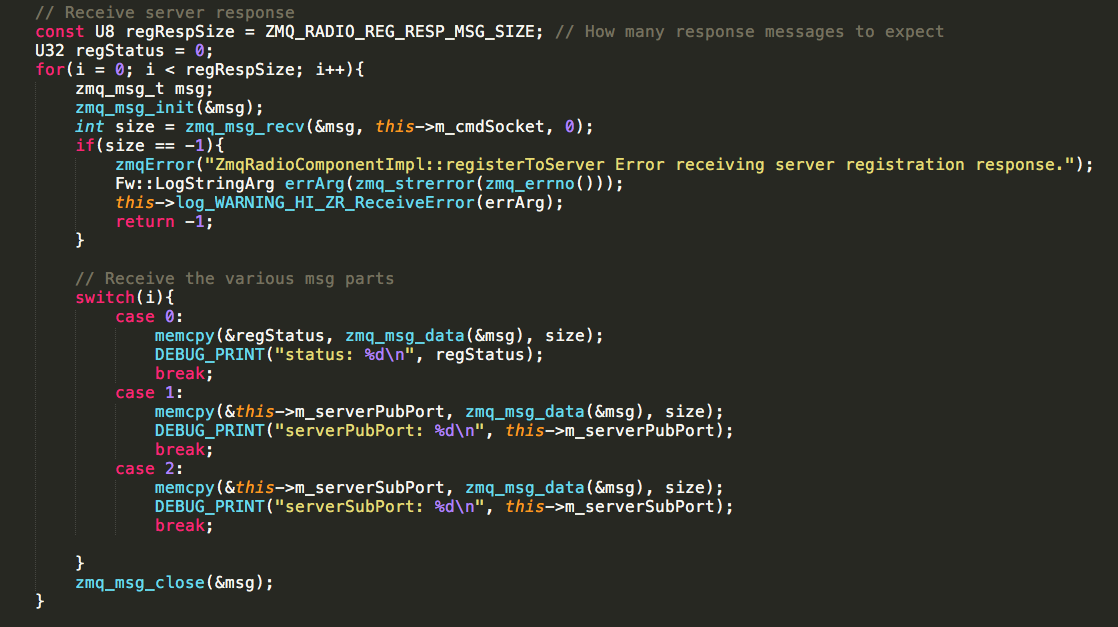 // Receive server response
const U8 regRespSize = ZMQ_RADIO_REG_RESP_MSG_SIZE; // How many response messages to expect
U32 regStatus = 0;
for(i = 0; i < regRespSize; i++){
    zmq_msg_t msg;
    zmq_msg_init(&msg);
    int size = zmq_msg_recv(&msg, this->m_cmdSocket, 0);
    if(size == -1){
        zmqError("ZmqRadioComponentImpl::registerToServer Error receiving server registration response.");
        Fw::LogStringArg errArg(zmq_strerror(zmq_errno()));
        this->log_WARNING_HI_ZR_ReceiveError(errArg);
        return -1;
    }

    // Receive the various msg parts
    switch(i){
        case 0:
            memcpy(&regStatus, zmq_msg_data(&msg), size);
            DEBUG_PRINT("status: %d\n", regStatus);
            break;
        case 1:
            memcpy(&this->m_serverPubPort, zmq_msg_data(&msg), size);
            DEBUG_PRINT("serverPubPort: %d\n", this->m_serverPubPort);
            break;
        case 2:
            memcpy(&this->m_serverSubPort, zmq_msg_data(&msg), size);
            DEBUG_PRINT("serverSubPort: %d\n", this->m_serverSubPort);
            break;

    }
    zmq_msg_close(&msg);
}